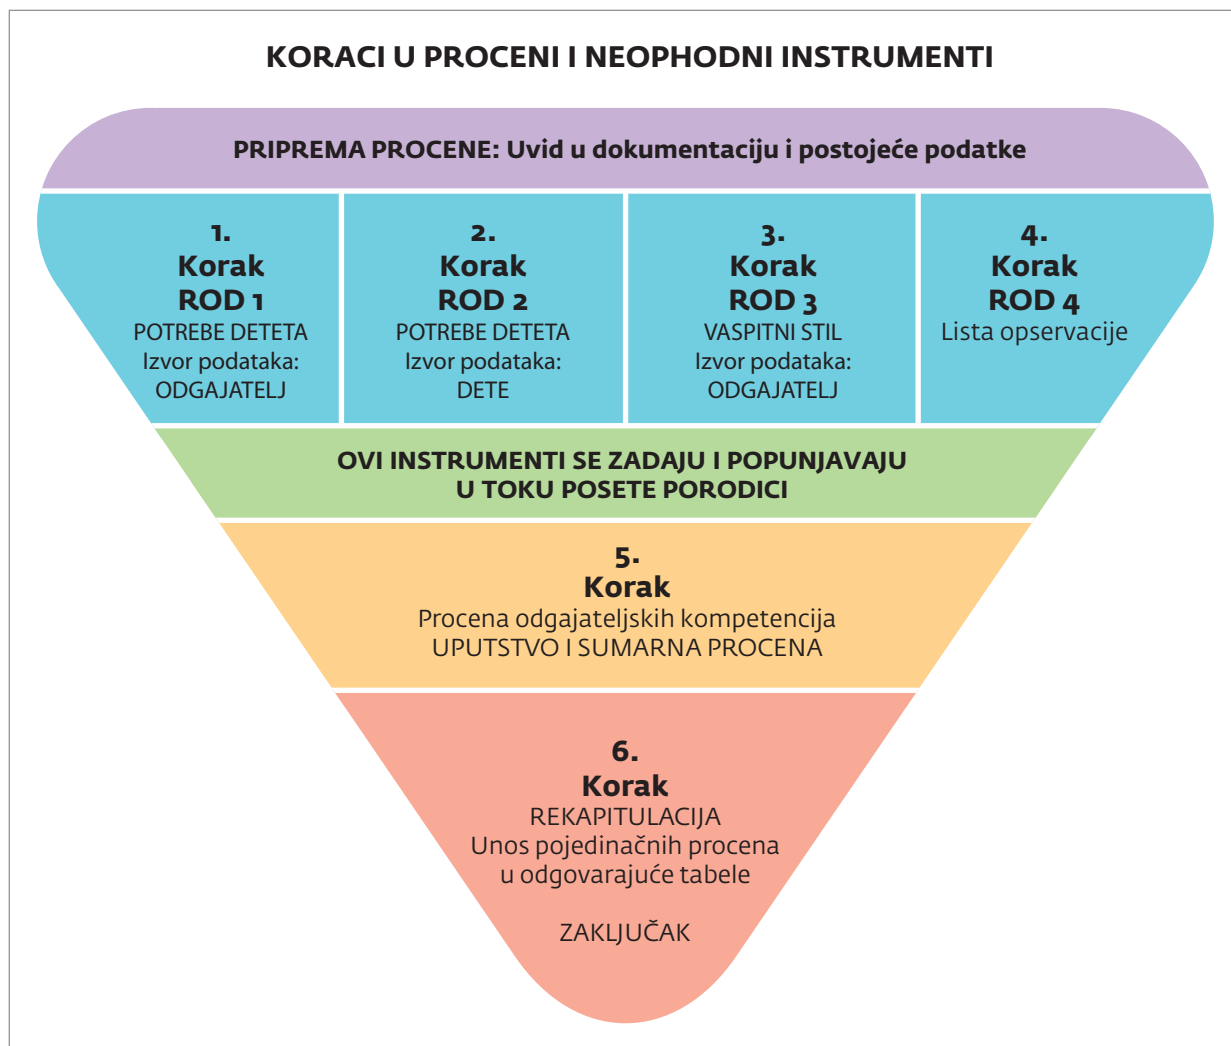 KORACI U PROCENI I NEOPHODNI INSTRUMENTI
PRIPREMA PROCENE: Uvid u dokumentaciju i postojeće podatke
1.
Korak
ROD 1
POTREBE DETETA
Izvor podataka:
ODGAJATELJ
2.
Korak
ROD 2
POTREBE DETETA
Izvor podataka:
DETE
3.
Korak
ROD 3
VASPITNI STIL
Izvor podataka:
ODGAJATELJ
4.
Korak
ROD 4
Lista opservacije
OVI INSTRUMENTI SE ZADAJU I POPUNJAVAJU
U TOKU POSETE PORODICI
5.
Korak
Procena odgajateljskih kompetencija
UPUTSTVO I SUMARNA PROCENA
6.
Korak
REKAPITULACIJA
Unos pojedinačnih procena
u odgovarajuće tabele
ZAKLJUČAK